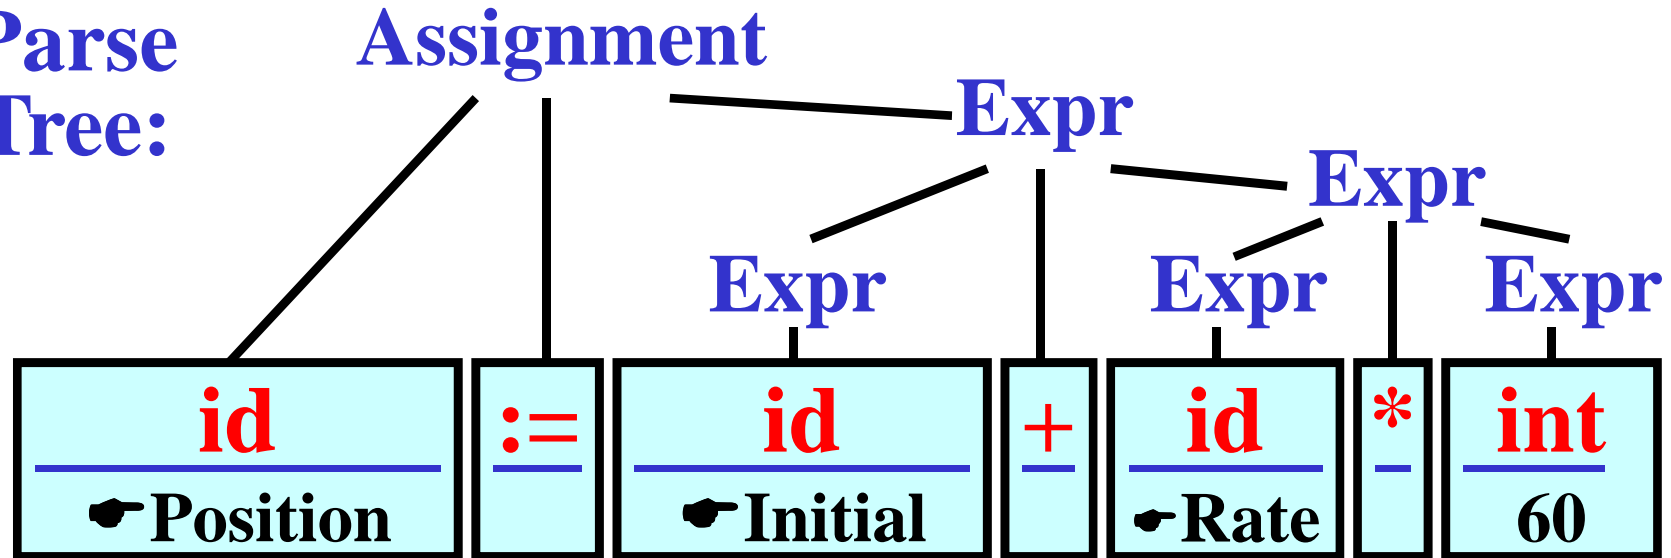 Parse Assignment
Expr
Tree:
Expr
Expr Expr Expr
id := id + id * int
☛Position ☛Initial ☛Rate 60